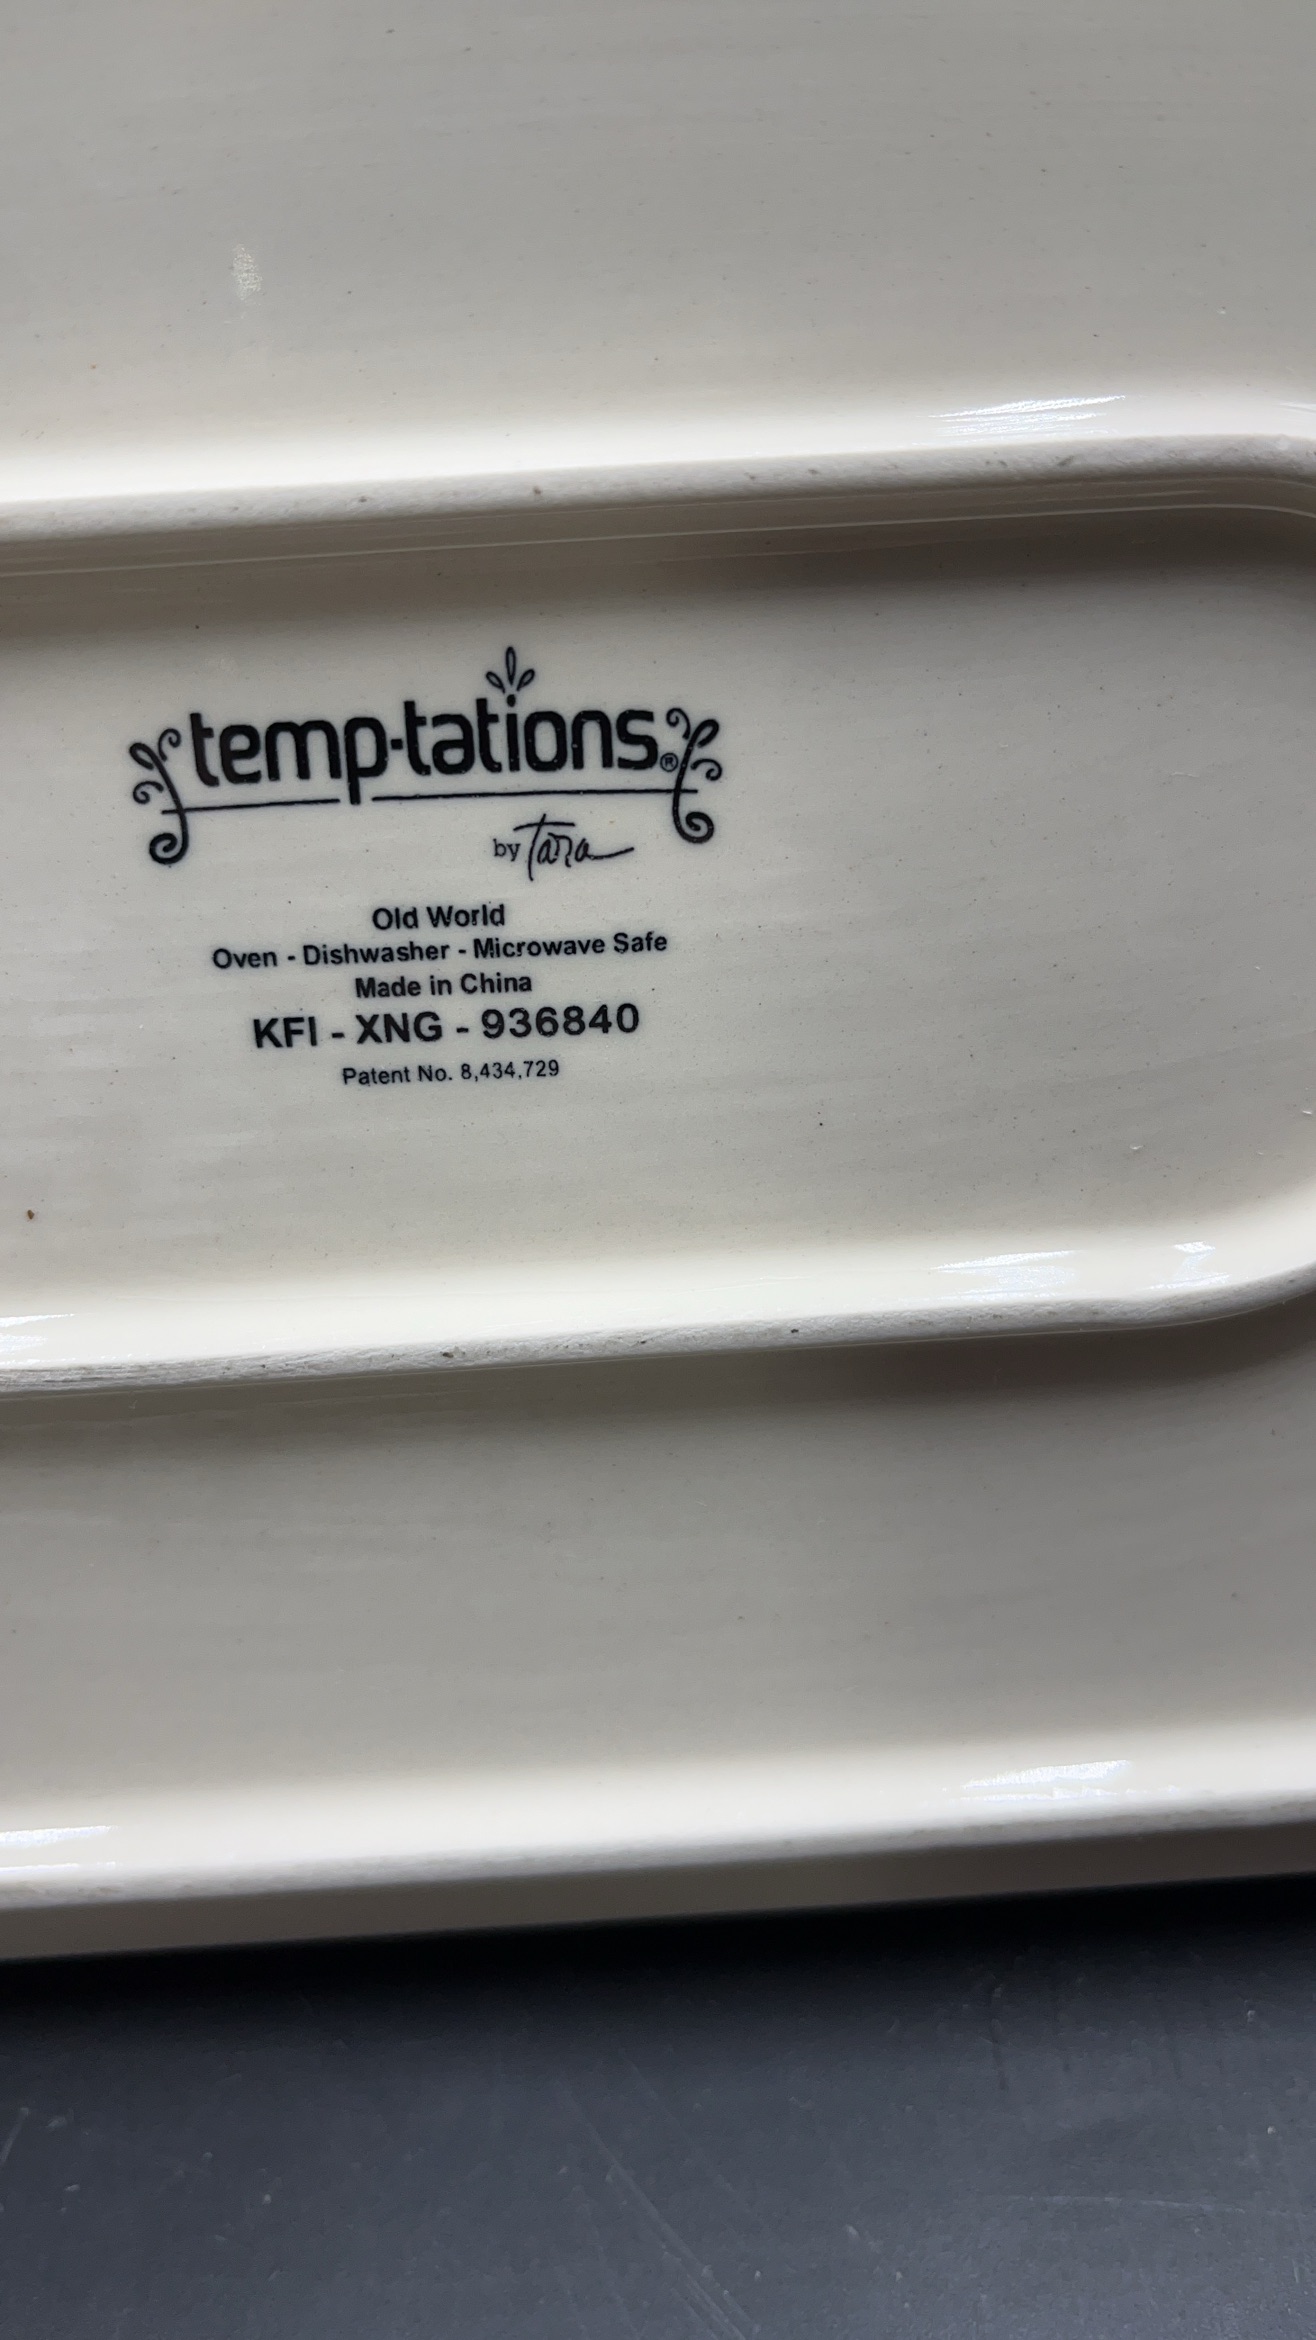 temp-tations®
by Tara
Old World
Oven - Dishwasher - Microwave Safe
Made in China
KFI - XNG - 936840
Patent No. 8,434,729